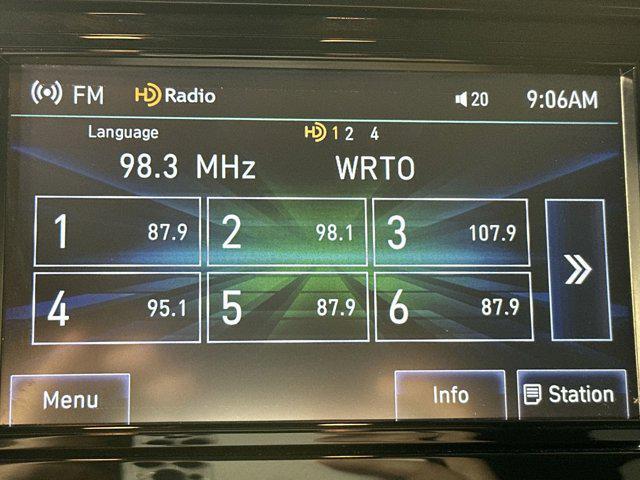 FM HD Radio 20 9:06AM
Language HD 1 2 4
98.3 MHz WRTO
1 87.9 2 98.1 3 107.9
4 95.1 5 87.9 6 87.9
Menu Info Station